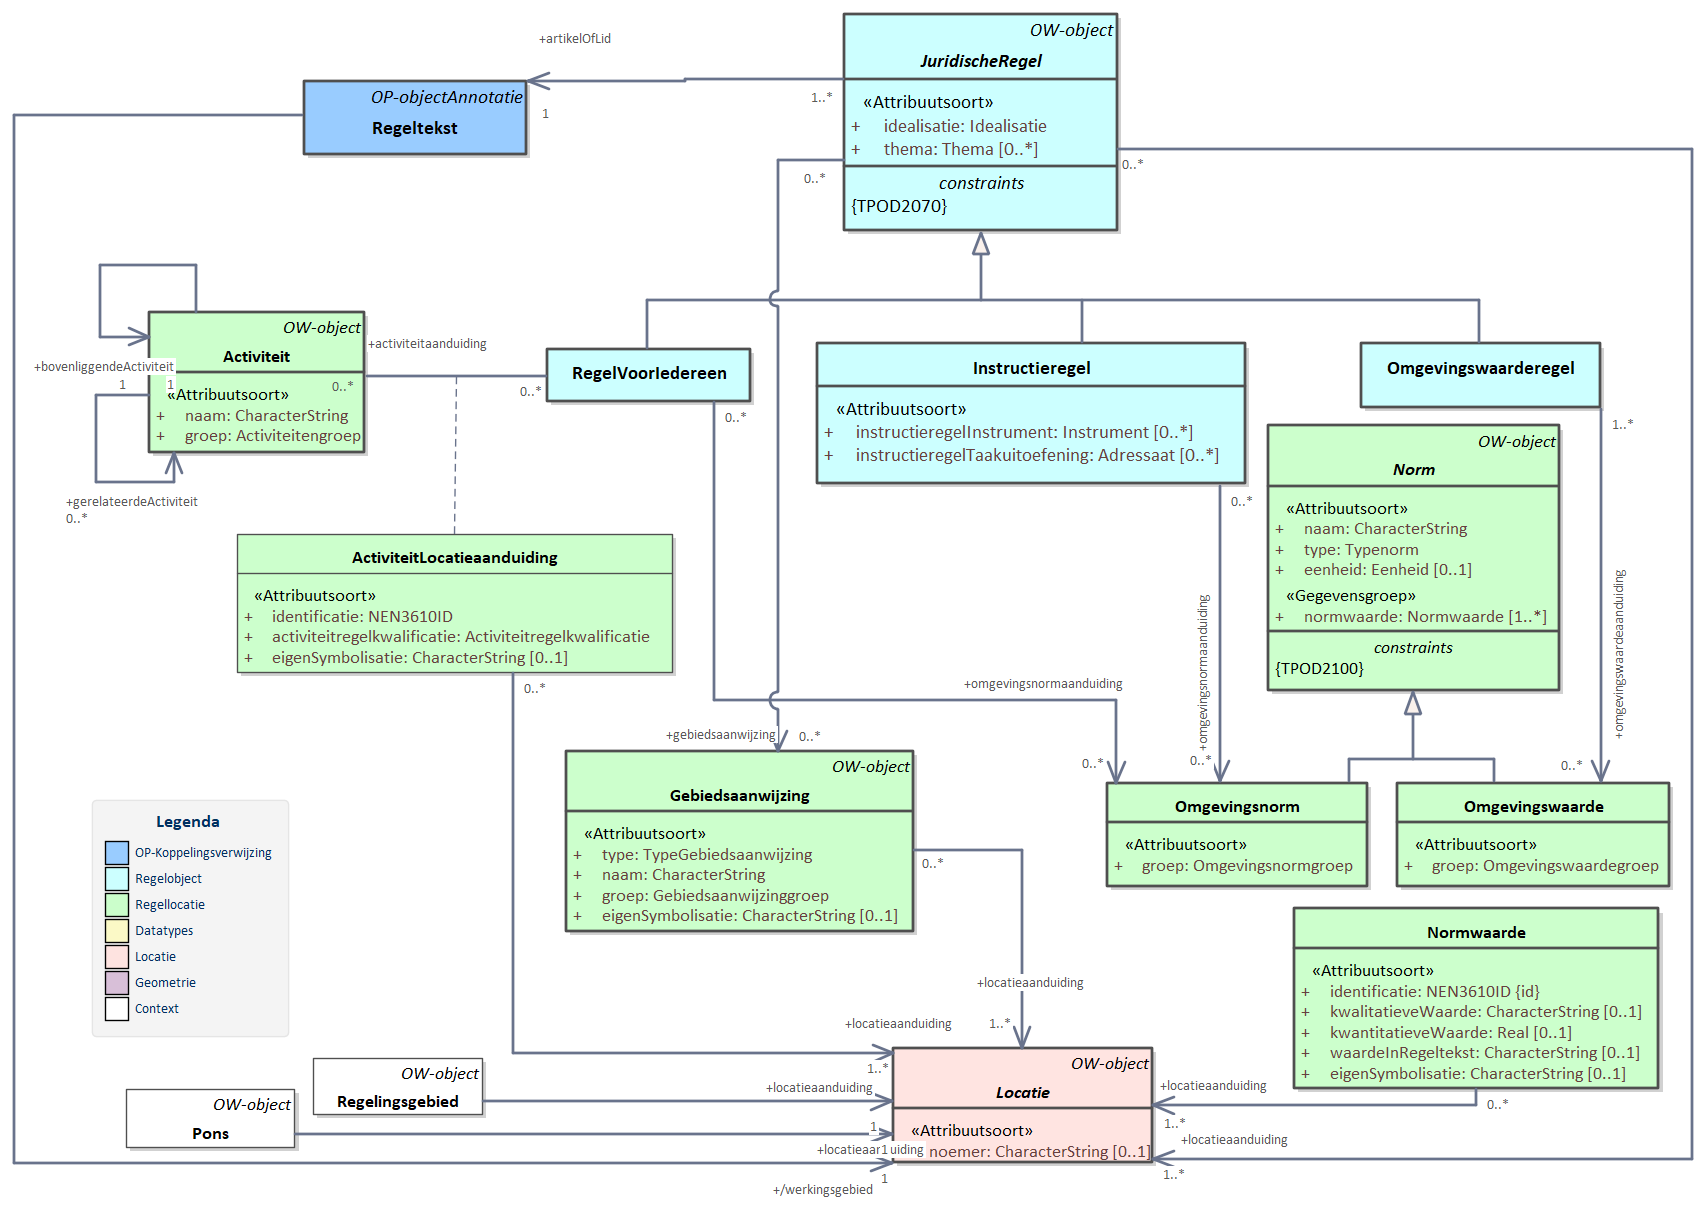 OW-object
JuridischeRegel
«Attribuutsoort»
+ idealisatie: Idealisatie
+ thema: Thema [0..*]
constraints
{TPOD2070}
+artikelOfLid
1..*
1
OP-objectAnnotatie
Regeltekst
0..*
0..*
OW-object
Activiteit
«Attribuutsoort»
+ naam: CharacterString
+ groep: Activiteitengroep
+bovenliggendeActiviteit
1
1
0..*
+gerelateerdeActiviteit
0..*
+activiteitaanduiding
0..*
RegelVoorIedereen
0..*
Instructieregel
«Attribuutsoort»
+ instructieregelInstrument: Instrument [0..*]
+ instructieregelTaakuitoefening: Adressaat [0..*]
0..*
Omgevingswaarderegel
1..*
OW-object
Norm
«Attribuutsoort»
+ naam: CharacterString
+ type: Typenorm
+ eenheid: Eenheid [0..1]
«Gegevensgroep»
+ normwaarde: Normwaarde [1..*]
constraints
{TPOD2100}
ActiviteitLocatieaanduiding
«Attribuutsoort»
+ identificatie: NEN3610ID
+ activiteitregelkwalificatie: Activiteitregelkwalificatie
+ eigenSymbolisatie: CharacterString [0..1]
0..*
+omgevingsnormaanduiding
0..*
+omgevingsnormaanduiding
0..*
+omgevingswaardeaanduiding
0..*
+gebiedsaanwijzing
0..*
OW-object
Gebiedsaanwijzing
«Attribuutsoort»
+ type: TypeGebiedsaanwijzing
+ naam: CharacterString
+ groep: Gebiedsaanwijzinggroep
+ eigenSymbolisatie: CharacterString [0..1]
0..*
Omgevingsnorm
«Attribuutsoort»
+ groep: Omgevingsnormgroep
Omgevingswaarde
«Attribuutsoort»
+ groep: Omgevingswaardegroep
Normwaarde
«Attribuutsoort»
+ identificatie: NEN3610ID {id}
+ kwalitatieveWaarde: CharacterString [0..1]
+ kwantitatieveWaarde: Real [0..1]
+ waardeInRegeltekst: CharacterString [0..1]
+ eigenSymbolisatie: CharacterString [0..1]
0..*
Legenda
OP-Koppelingsverwijzing
Regelobject
Regellocatie
Datatypes
Locatie
Geometrie
Context
+locatieaanduiding
1..*
+locatieaanduiding
1..*
OW-object
Regelingsgebied
+locatieaanduiding
1
OW-object
Pons
1
uiding
+/werkingsgebied
1
OW-object
Locatie
«Attribuutsoort»
noemer: CharacterString [0..1]
+locatieaanduiding
1..*
+locatieaanduiding
1..*